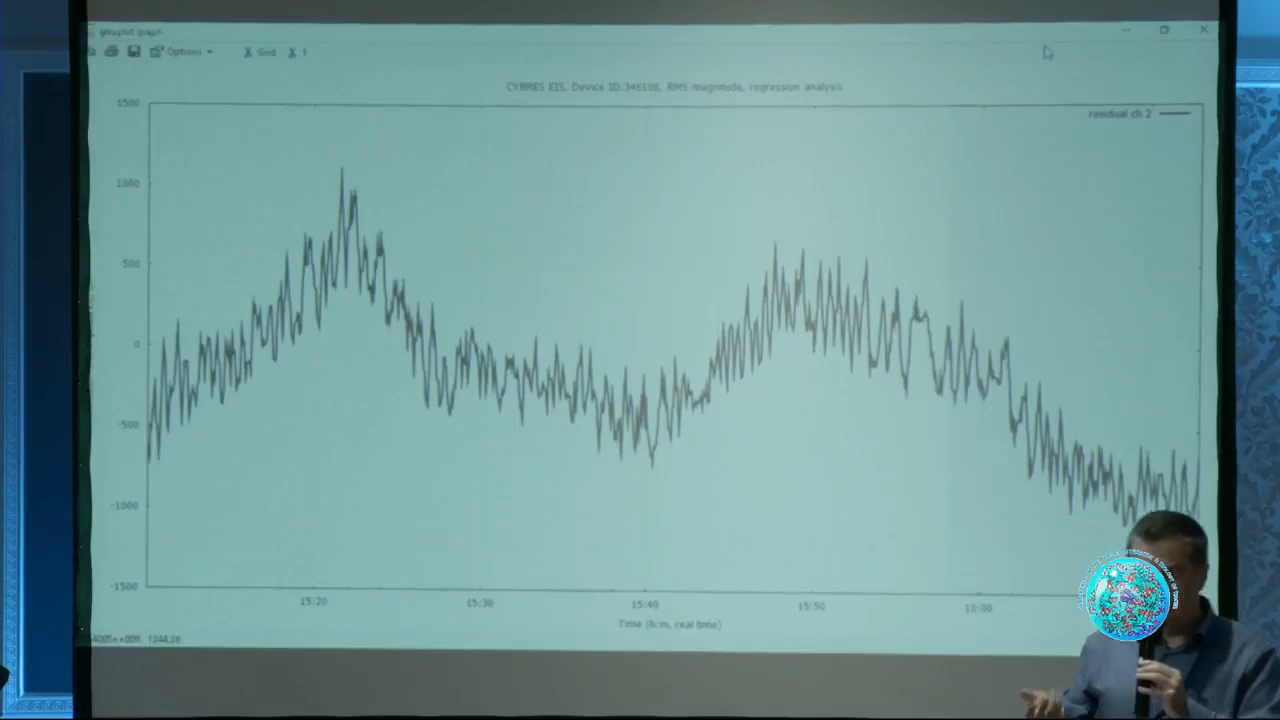 gnuplot graph
Options
Grid
1
CYBRES EIS, Device ID:346108, RMS magnitude, regression analysis
residual ch 2
1500
1000
500
0
-500
-1000
-1500
15:20
15:30
15:40
15:50
16:00
Time (h:m, real time)